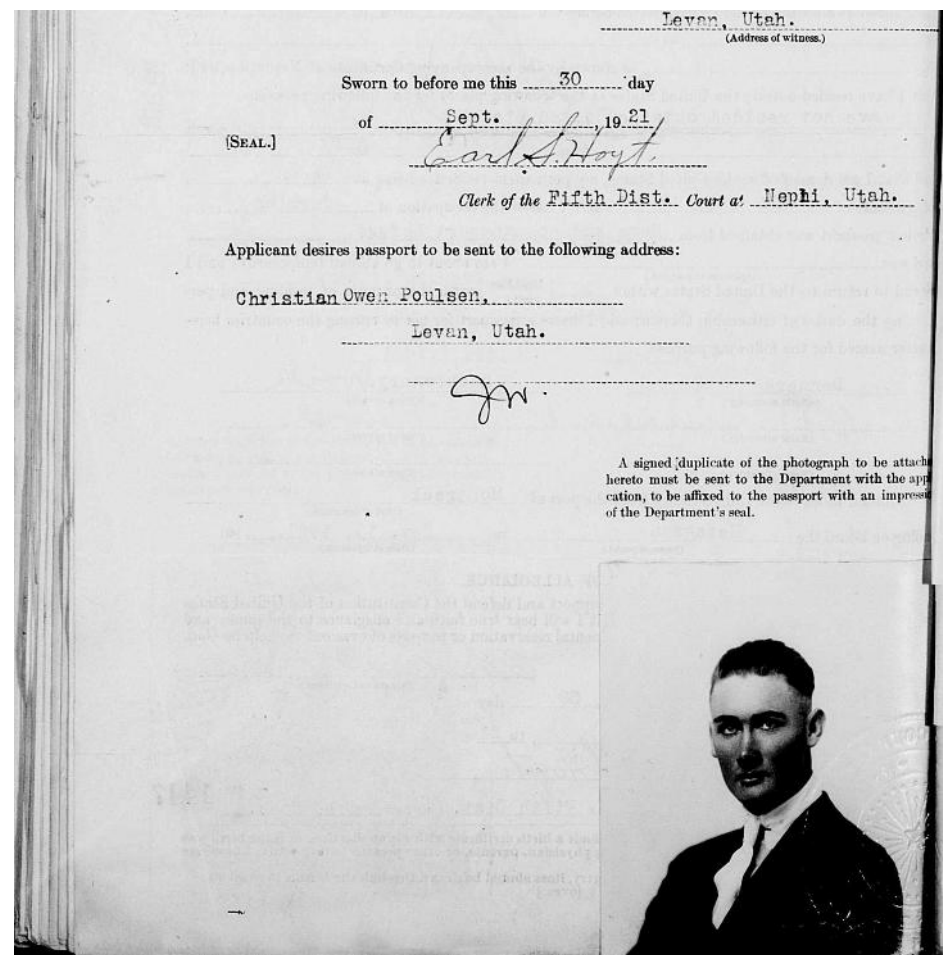 Levan, Utah.
(Address of witness.)
Sworn to before me this 30 day
of Sept. , 19 21
[SEAL.]
Earl S. Hoyt.
Clerk of the Fifth Dist. Court at Nephi, Utah.
Applicant desires passport to be sent to the following address:
Christian Owen Poulsen,
Levan, Utah.
JW.
A signed duplicate of the photograph to be attach
hereto must be sent to the Department with the app
cation, to be affixed to the passport with an impressi
of the Department's seal.